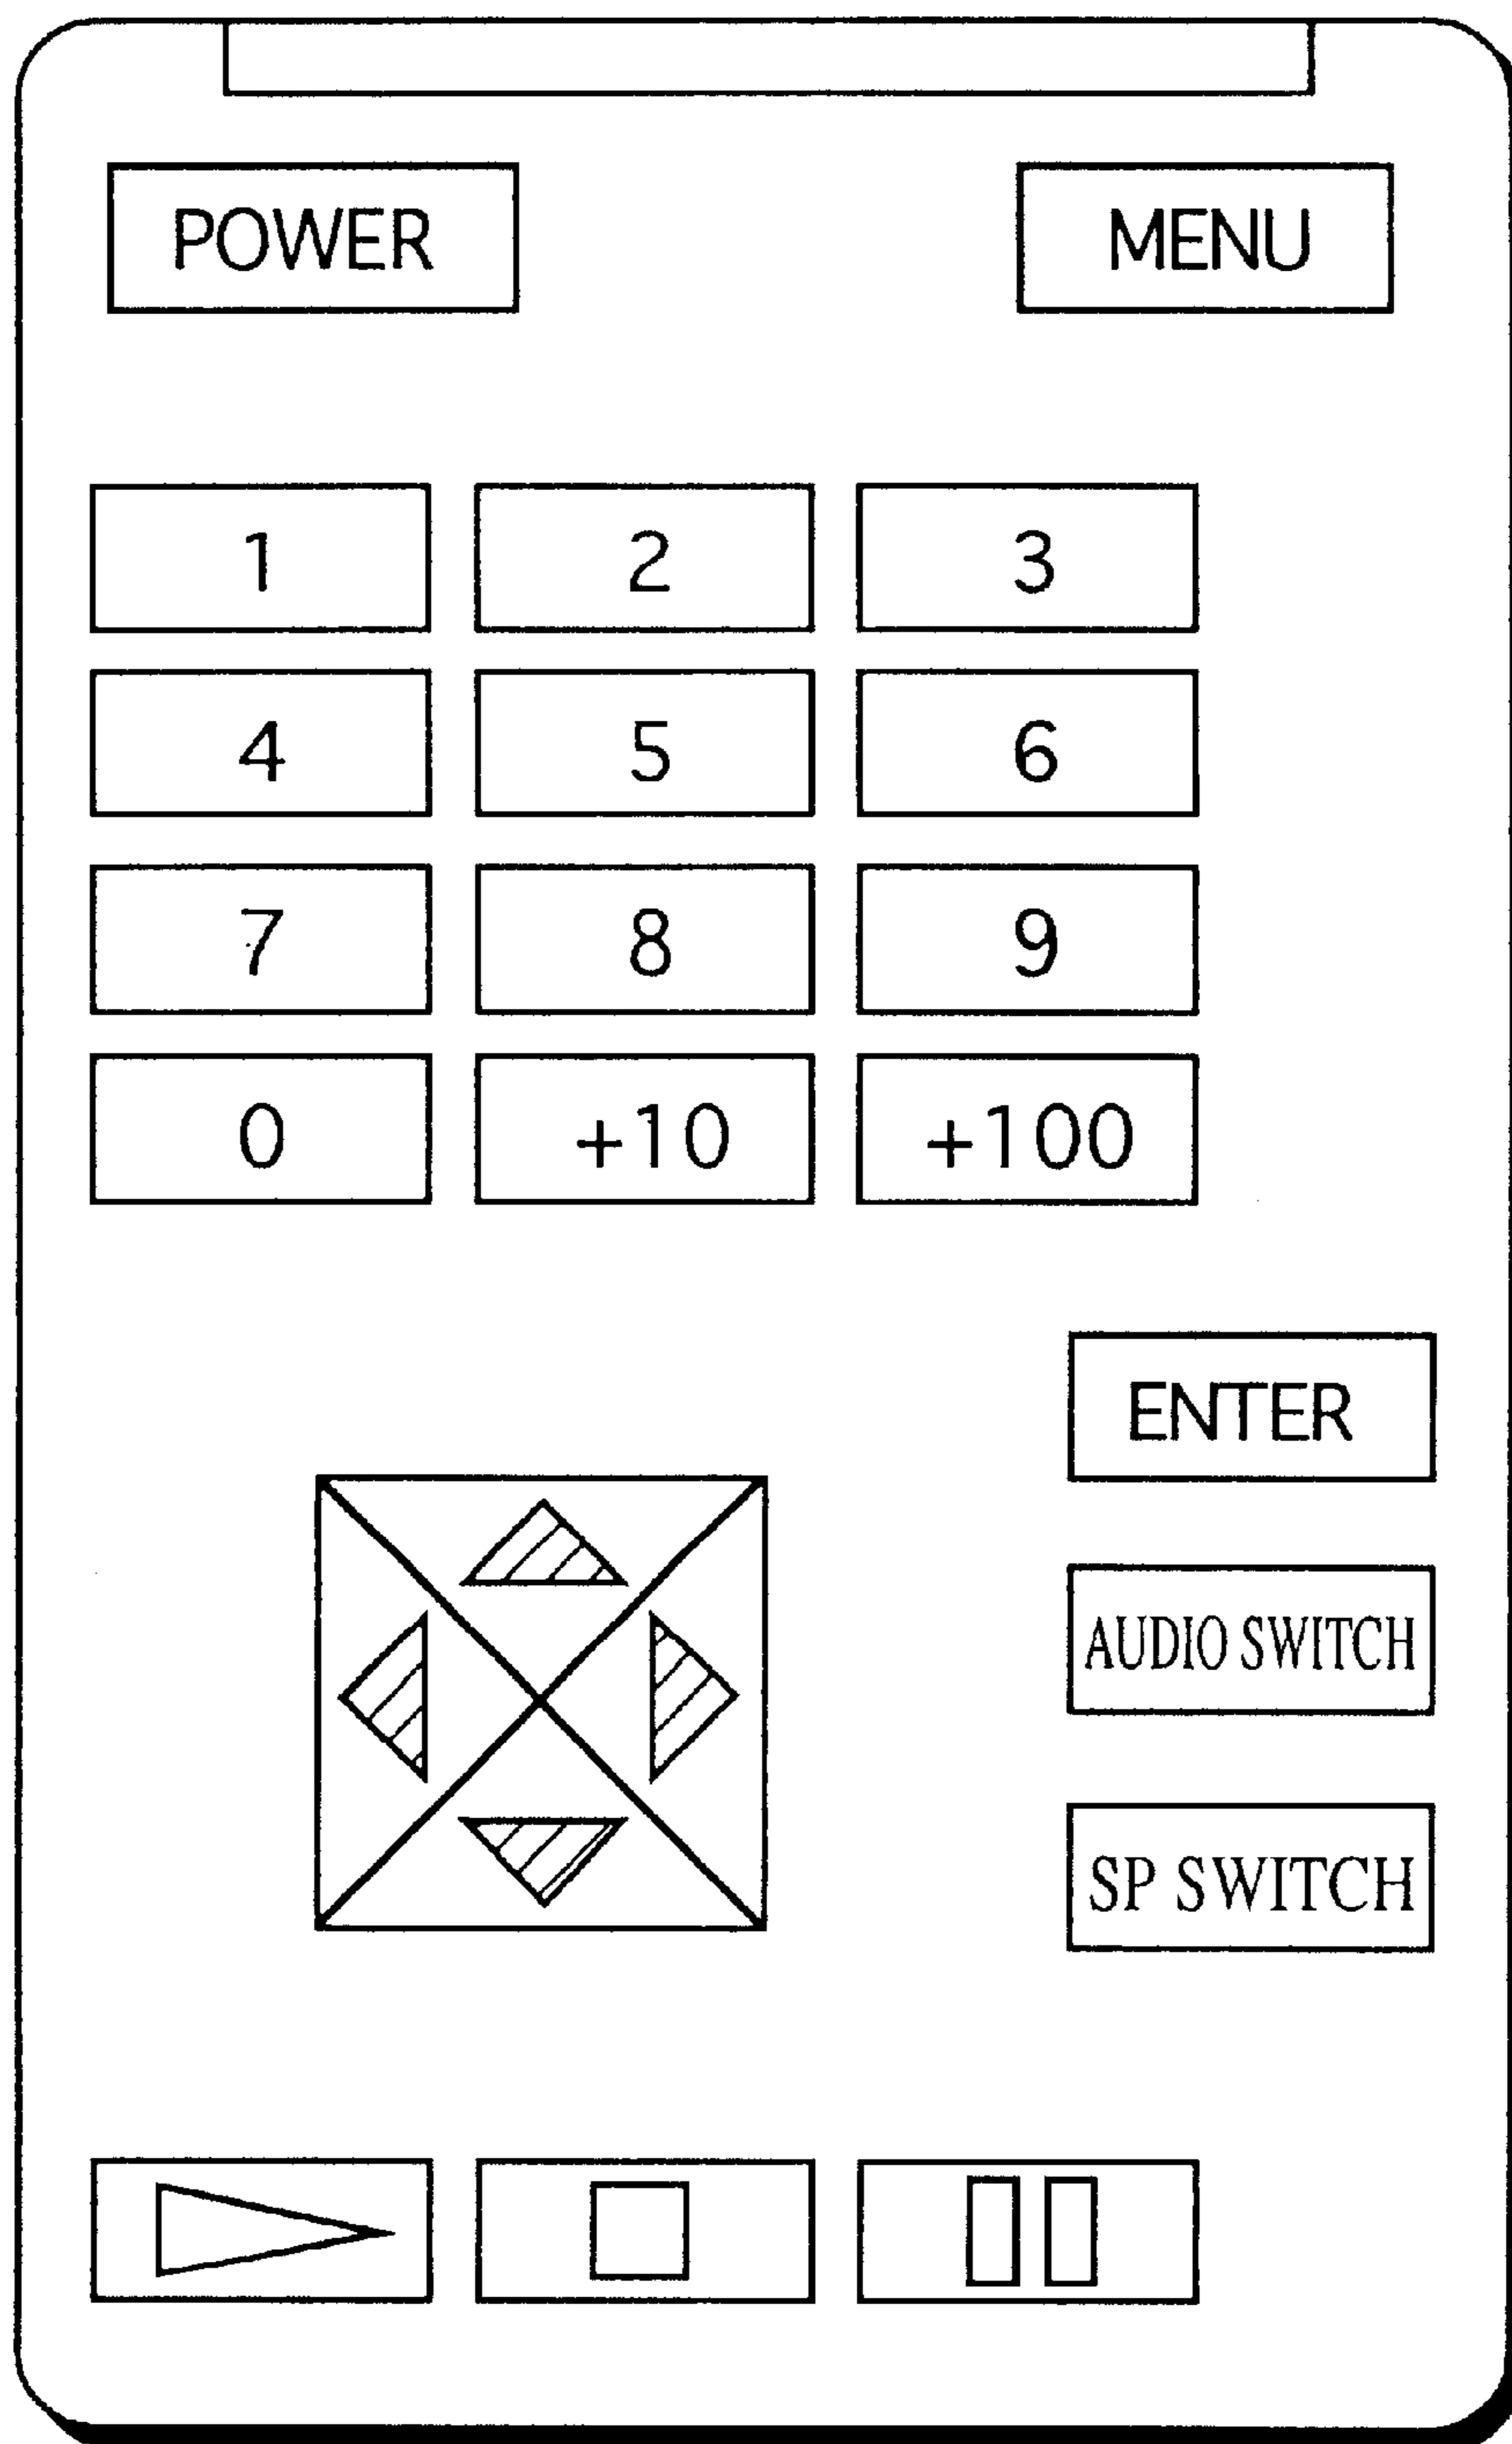 POWER MENU
1 2 3
4 5 6
7 8 9
0 +10 +100
ENTER
AUDIO SWITCH
SP SWITCH